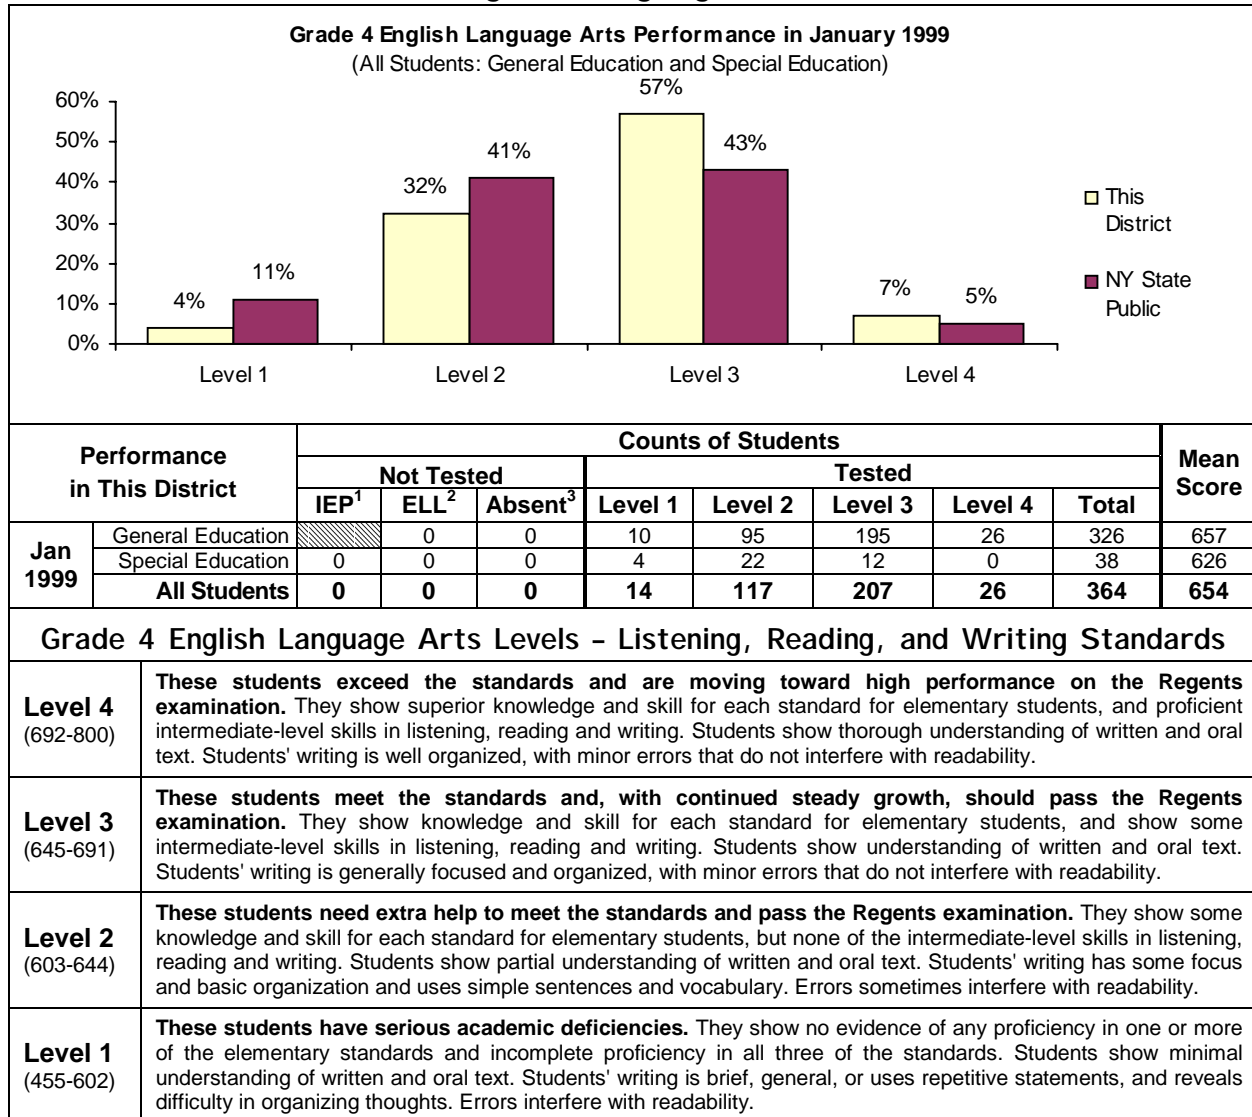 Grade 4 English Language Arts Performance in January 1999
(All Students: General Education and Special Education)
60%
50%
40%
30%
20%
10%
0%
4%
11%
32%
41%
57%
43%
7%
5%
Level 1
Level 2
Level 3
Level 4
This
District
NY State
Public
Performance
in This District
Counts of Students
Mean
Score
Not Tested
Tested
IEP1 ELL2 Absent3 Level 1 Level 2 Level 3 Level 4 Total
Jan
1999
General Education 0 0 10 95 195 26 326 657
Special Education 0 0 0 4 22 12 0 38 626
All Students 0 0 0 14 117 207 26 364 654
Grade 4 English Language Arts Levels – Listening, Reading, and Writing Standards
Level 4
(692-800)
These students exceed the standards and are moving toward high performance on the Regents
examination. They show superior knowledge and skill for each standard for elementary students, and proficient
intermediate-level skills in listening, reading and writing. Students show thorough understanding of written and oral
text. Students' writing is well organized, with minor errors that do not interfere with readability.
Level 3
(645-691)
These students meet the standards and, with continued steady growth, should pass the Regents
examination. They show knowledge and skill for each standard for elementary students, and show some
intermediate-level skills in listening, reading and writing. Students show understanding of written and oral text.
Students' writing is generally focused and organized, with minor errors that do not interfere with readability.
Level 2
(603-644)
These students need extra help to meet the standards and pass the Regents examination. They show some
knowledge and skill for each standard for elementary students, but none of the intermediate-level skills in listening,
reading and writing. Students show partial understanding of written and oral text. Students' writing has some focus
and basic organization and uses simple sentences and vocabulary. Errors sometimes interfere with readability.
Level 1
(455-602)
These students have serious academic deficiencies. They show no evidence of any proficiency in one or more
of the elementary standards and incomplete proficiency in all three of the standards. Students show minimal
understanding of written and oral text. Students' writing is brief, general, or uses repetitive statements, and reveals
difficulty in organizing thoughts. Errors interfere with readability.